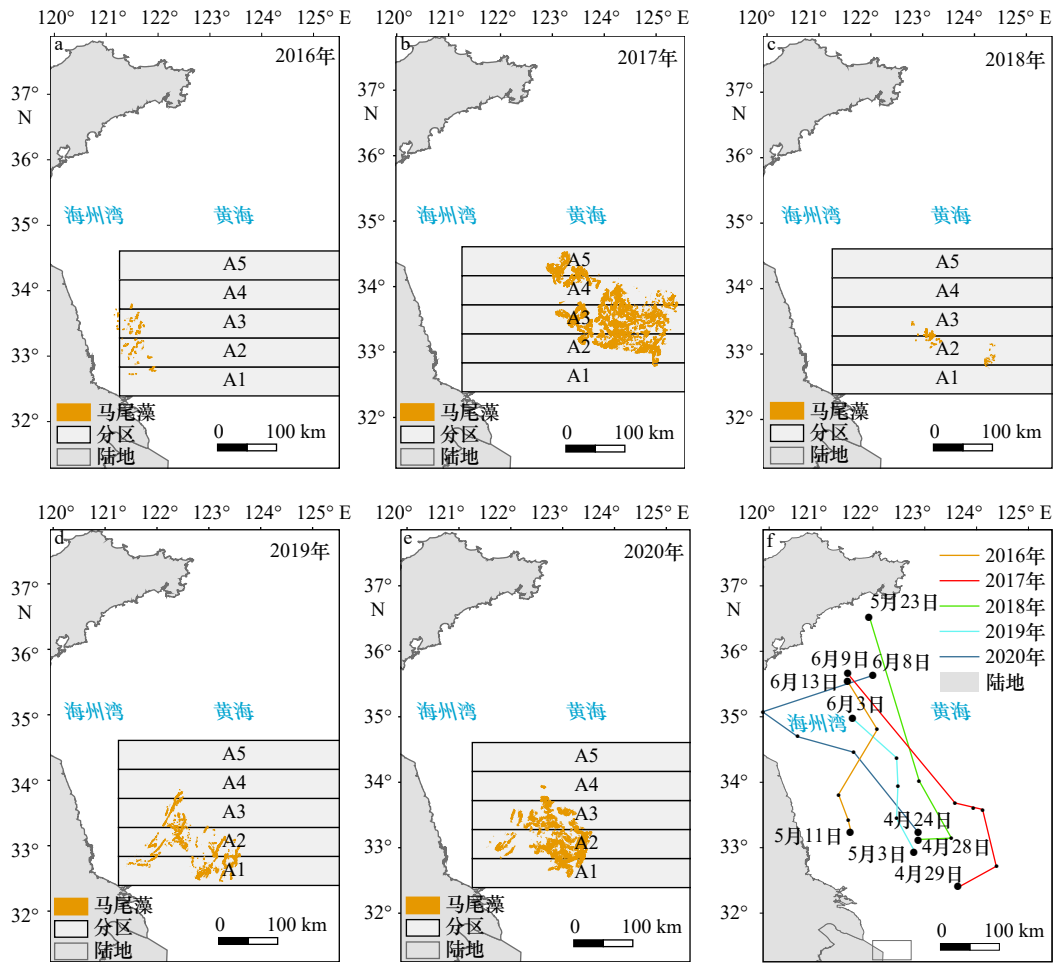 120° 121° 122° 123° 124° 125° E
120° 121° 122° 123° 124° 125° E
120° 121° 122° 123° 124° 125° E
a
2016年
37°
N
36°
35°
34°
33°
32°
海州湾
黄海
A5
A4
A3
A2
A1
马尾藻
分区
陆地
0 100 km
b
2017年
37°
N
36°
35°
34°
33°
32°
海州湾
黄海
A5
A4
A3
A2
A1
马尾藻
分区
陆地
0 100 km
c
2018年
37°
N
36°
35°
34°
33°
32°
海州湾
黄海
A5
A4
A3
A2
A1
马尾藻
分区
陆地
0 100 km
120° 121° 122° 123° 124° 125° E
120° 121° 122° 123° 124° 125° E
120° 121° 122° 123° 124° 125° E
d
2019年
37°
N
36°
35°
34°
33°
32°
海州湾
黄海
A5
A4
A3
A2
A1
马尾藻
分区
陆地
0 100 km
e
2020年
37°
N
36°
35°
34°
33°
32°
海州湾
黄海
A5
A4
A3
A2
A1
马尾藻
分区
陆地
0 100 km
f
2016年
2017年
2018年
2019年
2020年
陆地
37°
N
36°
35°
34°
33°
32°
5月23日
6月9日
6月8日
6月13日
6月3日
海州湾
黄海
4月24日
5月11日
4月28日
5月3日
4月29日
0 100 km